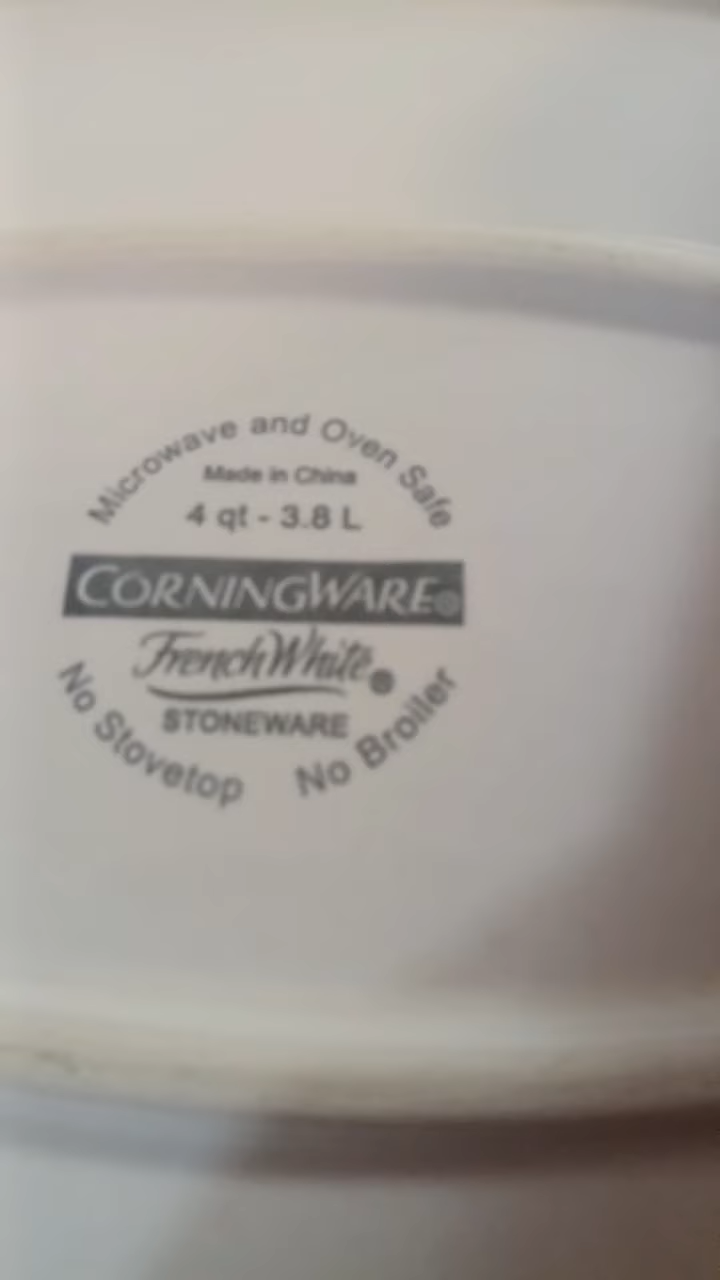 Microwave and Oven Safe
Made in China
4 qt - 3.8 L
CORNINGWARE®
French White®
STONEWARE
No Stovetop No Broiler